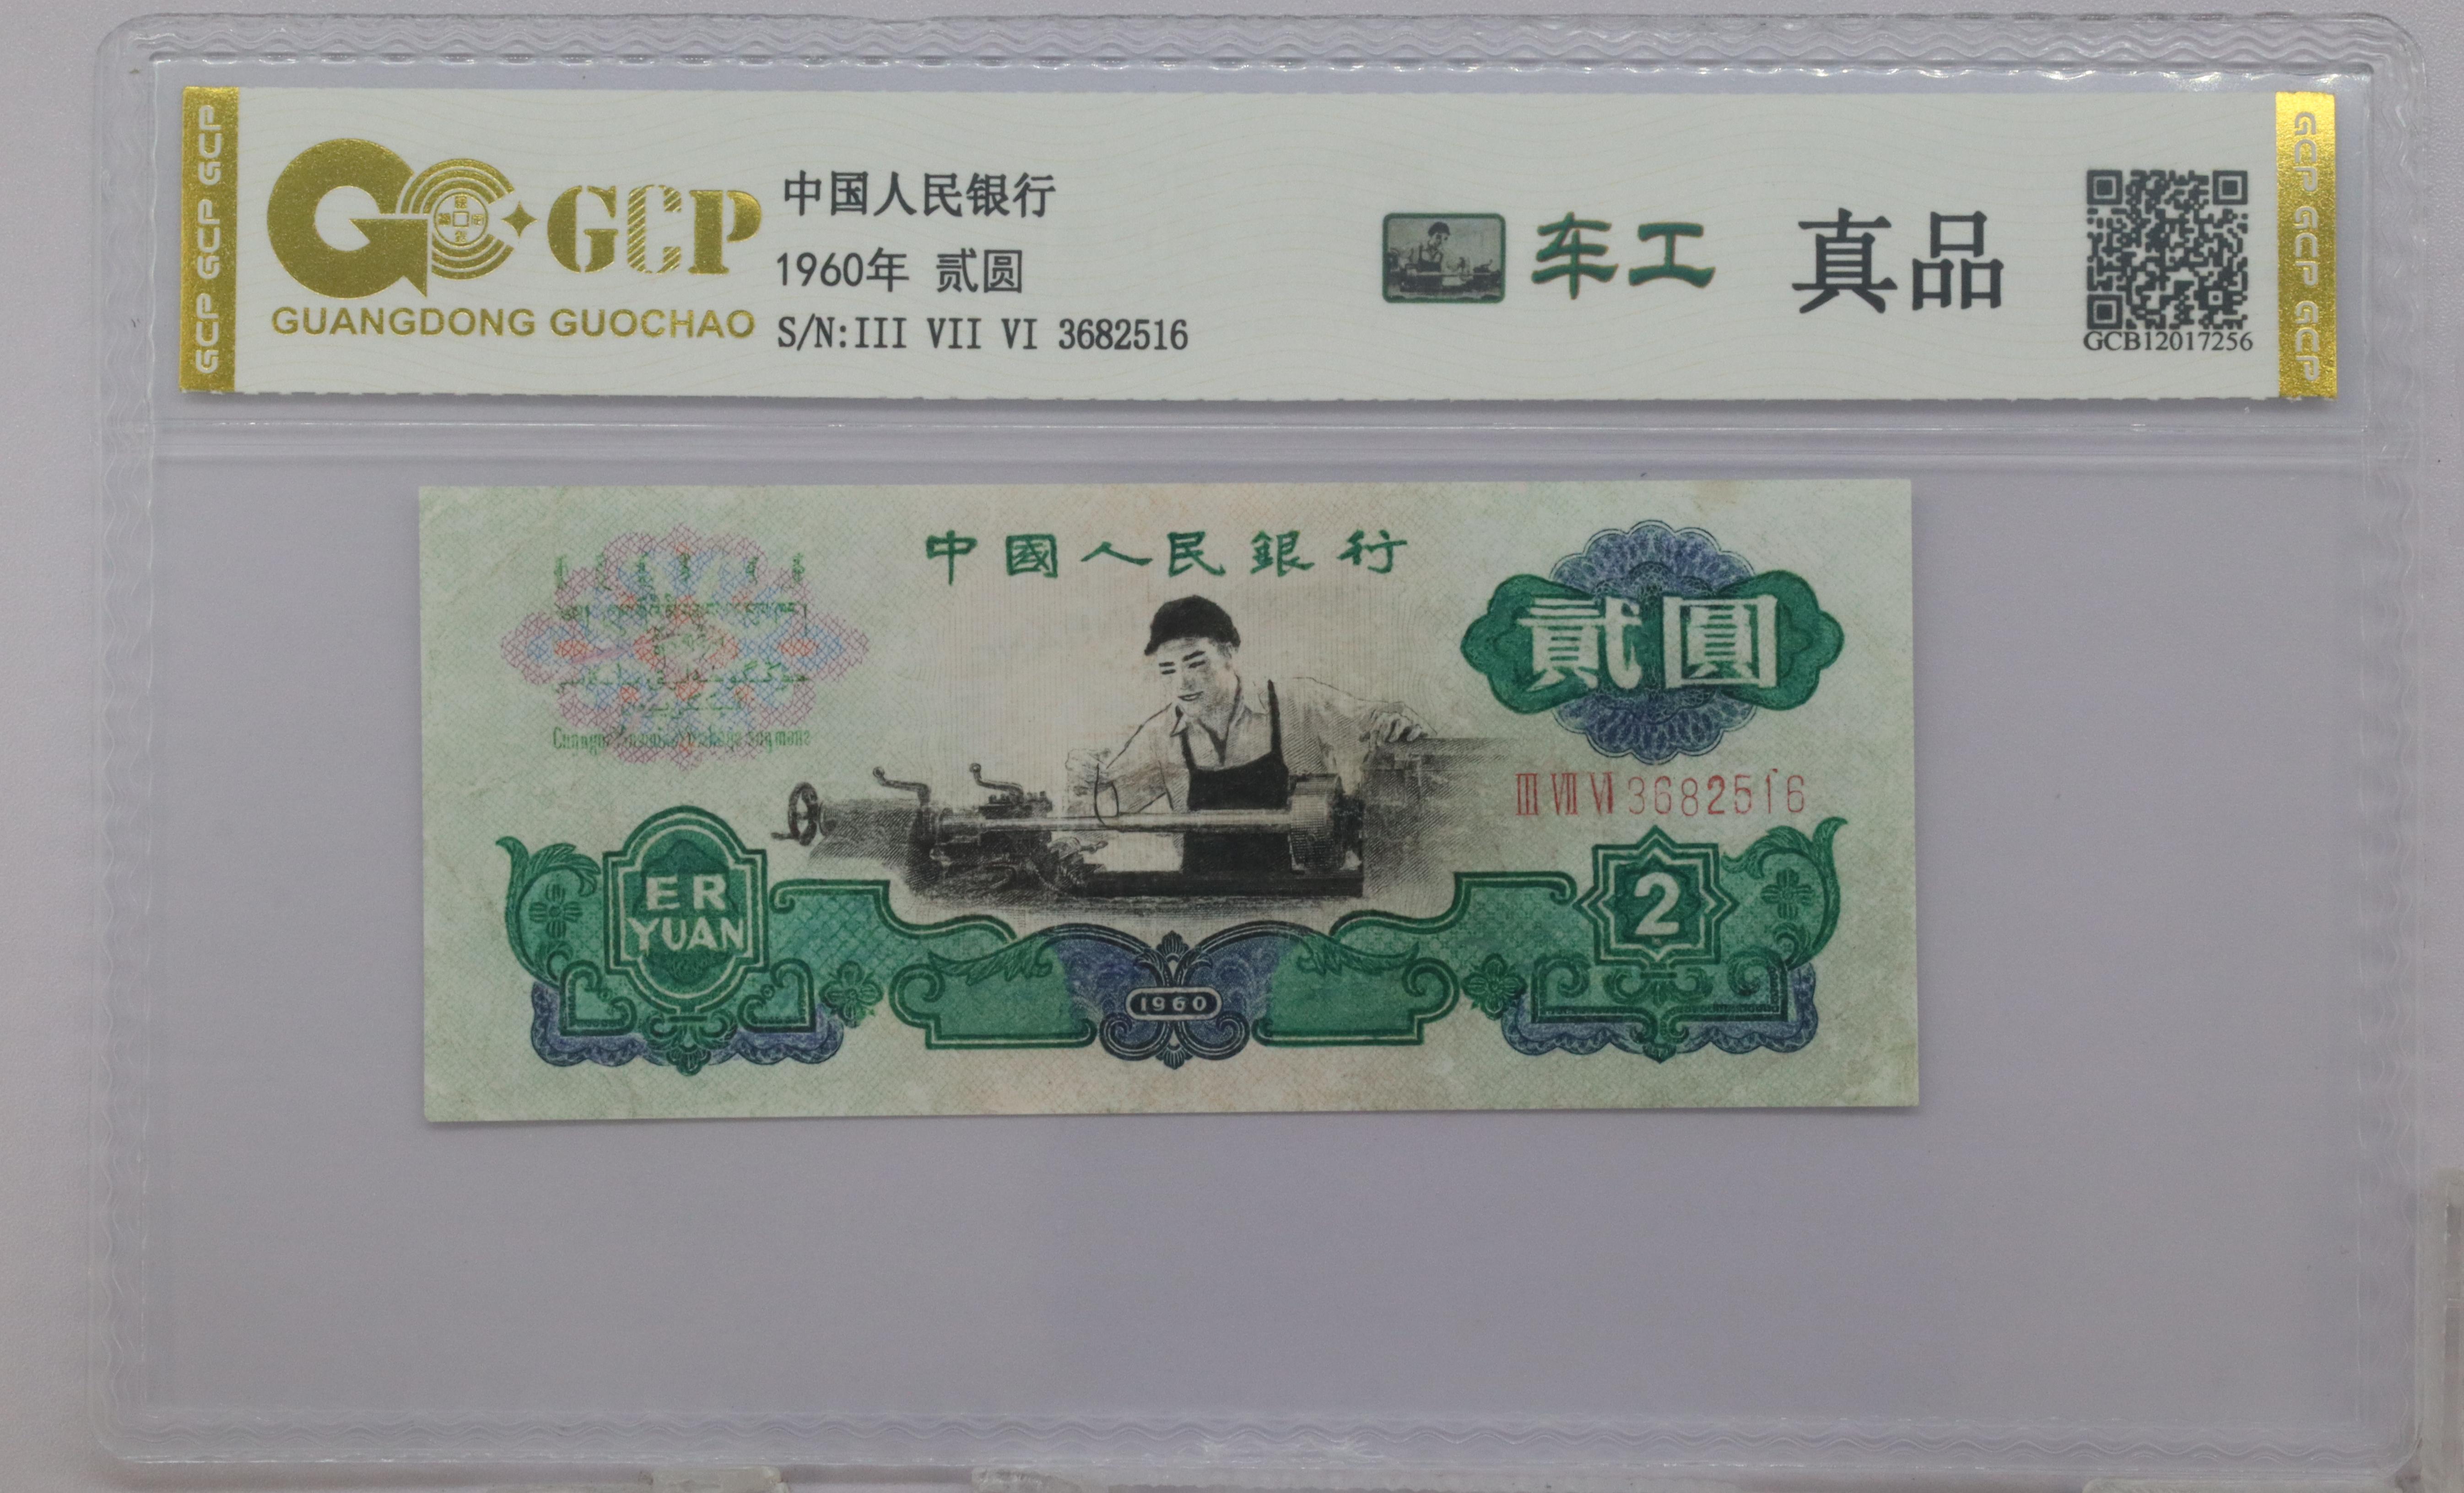 GCP GCP GCP
GCP
GUANGDONG GUOCHAO
中国人民银行
1960年 贰圆
S/N:III VII VI 3682516
车工
真品
GCB12017256
GCP GCP GCP
中國人民銀行
貳圓
III VII VI 3682516
ER
YUAN
1960
2